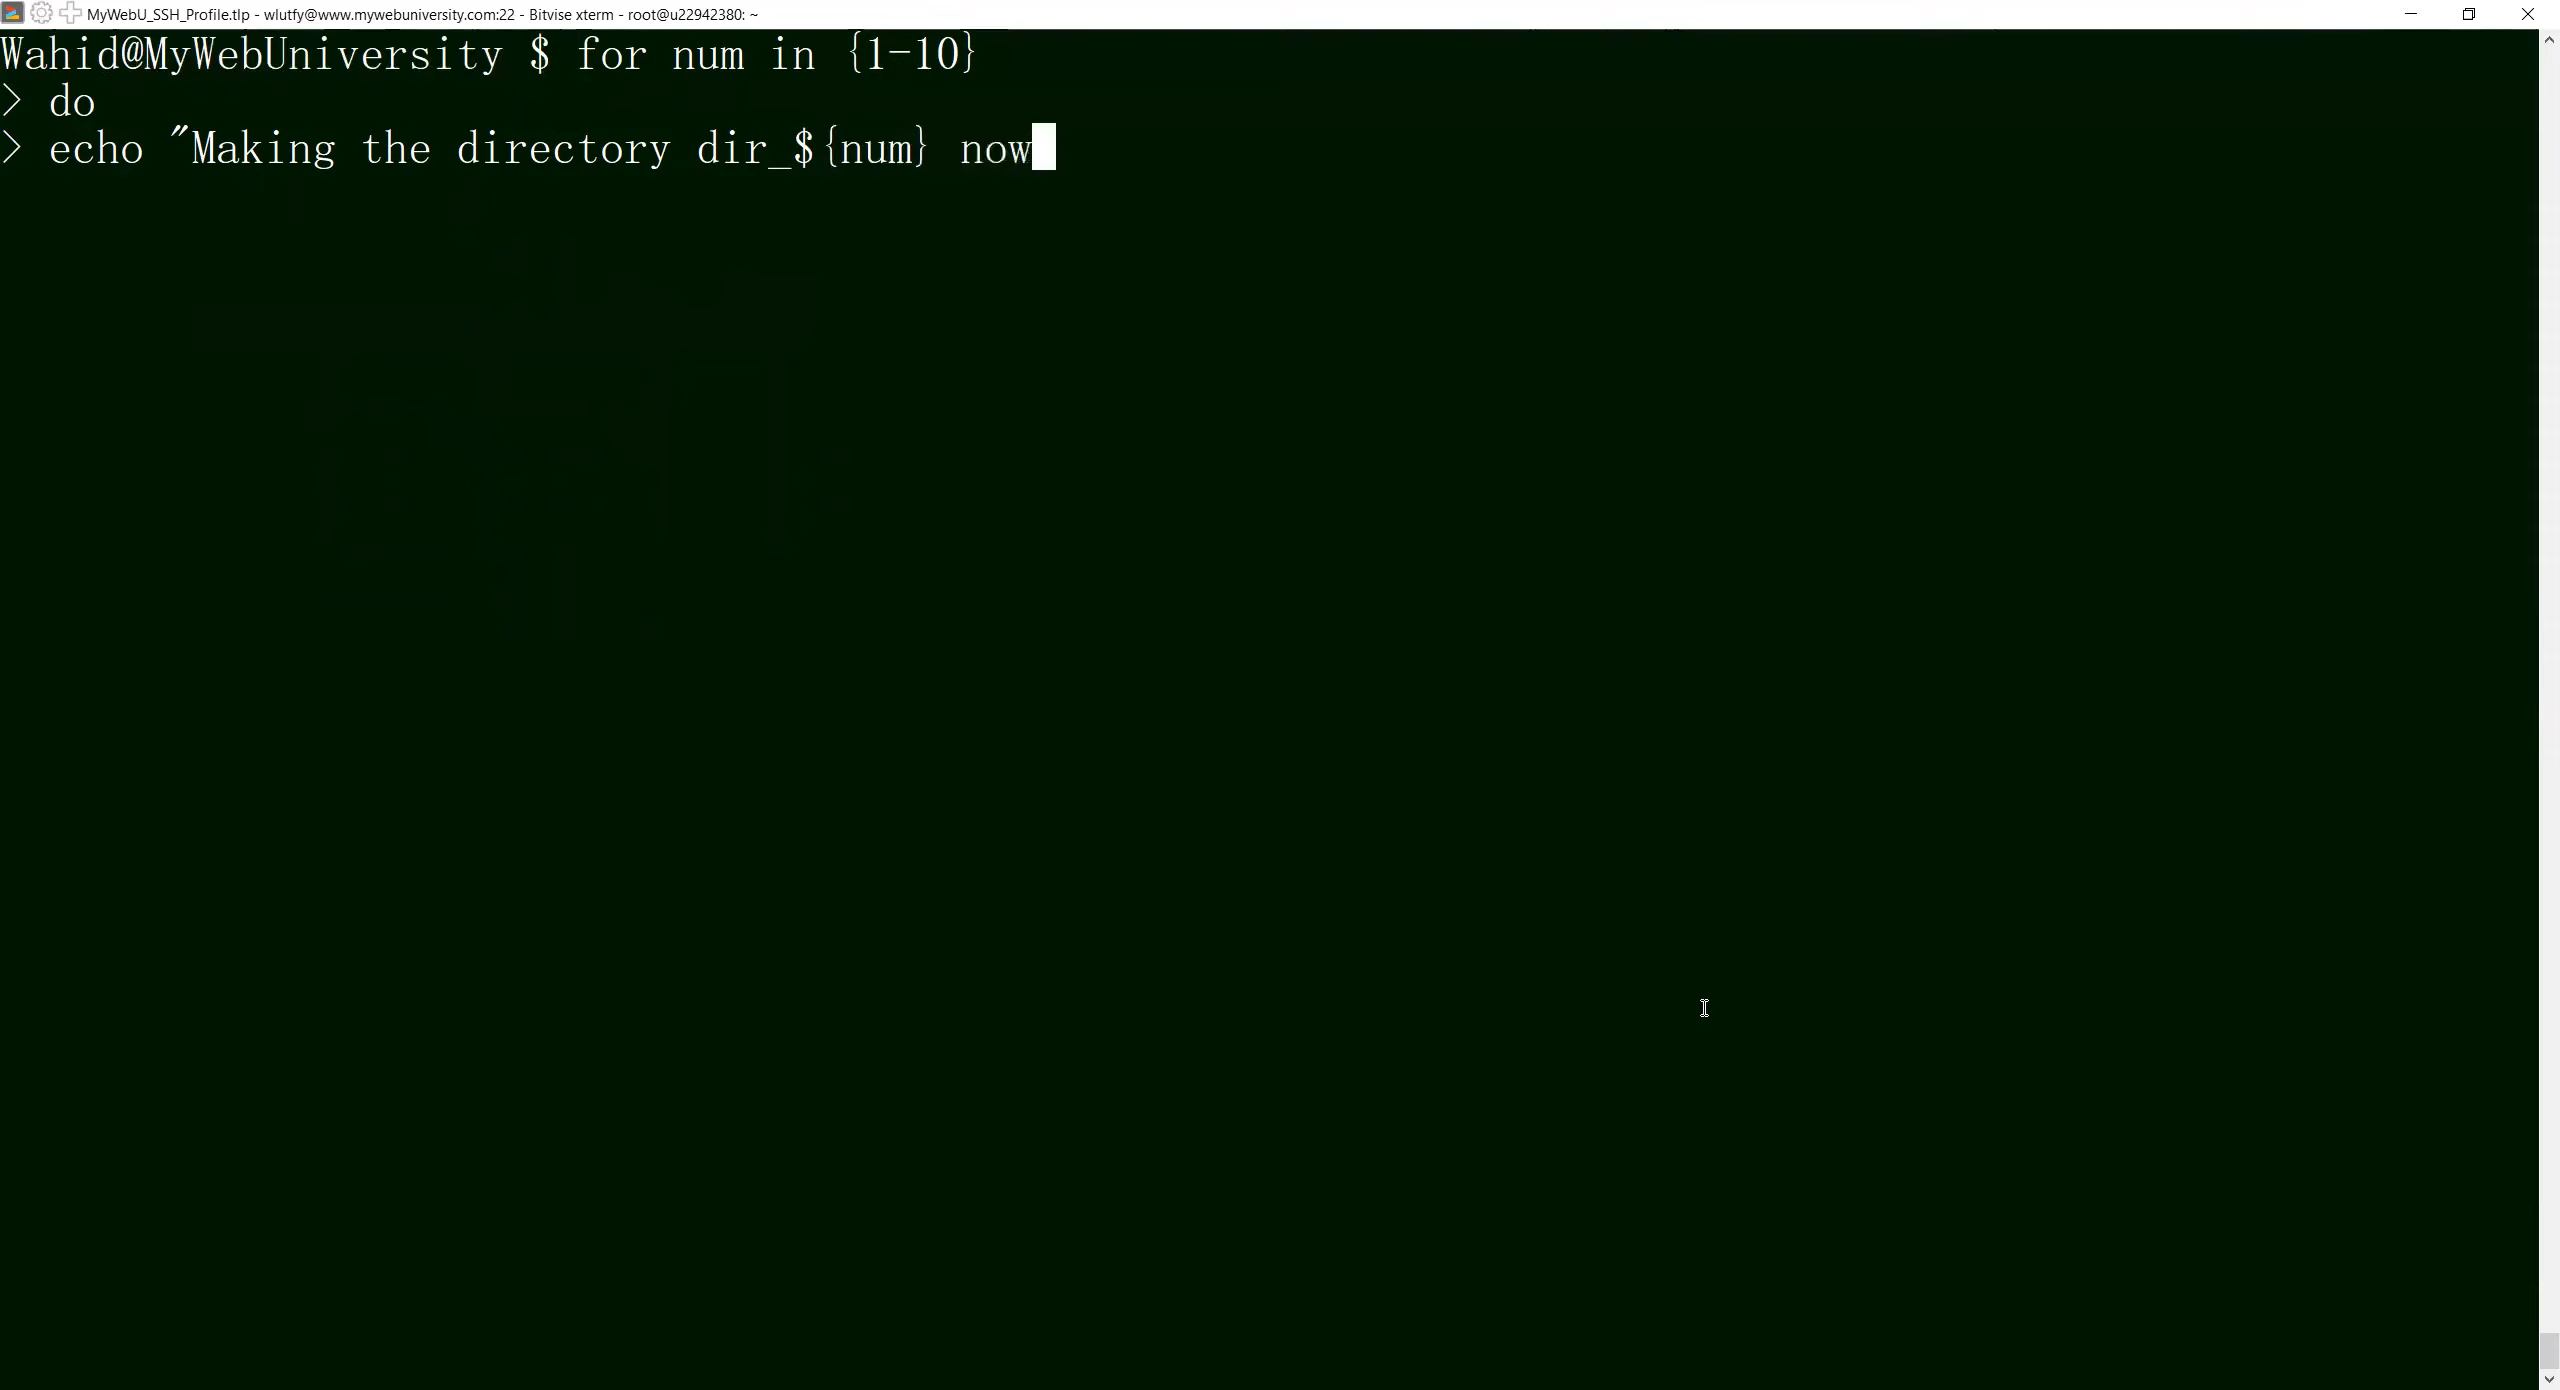 MyWebU_SSH_Profile.tlp - wlutfy@www.mywebuniversity.com:22 - Bitvise xterm - root@u22942380: ~
Wahid@MyWebUniversity $ for num in {1-10}
> do
> echo "Making the directory dir_${num} now